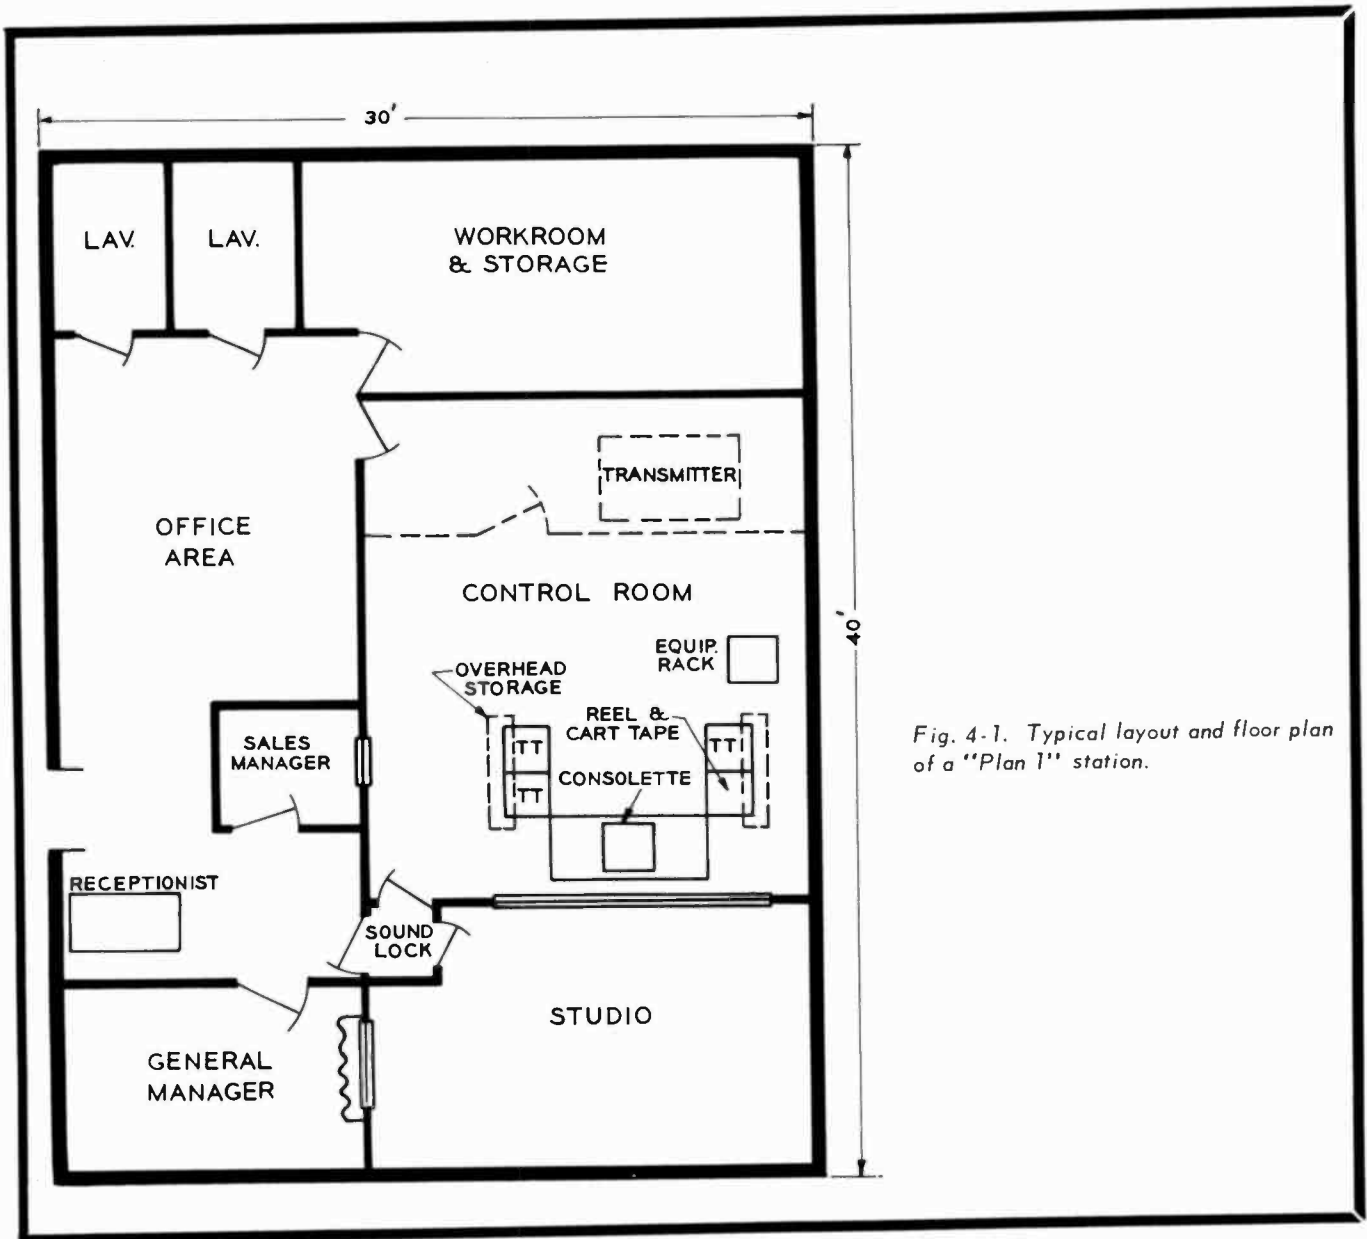 30'
LAV.
LAV.
WORKROOM
& STORAGE
TRANSMITTER
OFFICE
AREA
CONTROL ROOM
EQUIP.
RACK
OVERHEAD
STORAGE
REEL &
CART TAPE
TT
TT
TT
CONSOLETTE
SALES
MANAGER
40'
Fig. 4-1. Typical layout and floor plan
of a "Plan 1" station.
RECEPTIONIST
SOUND
LOCK
STUDIO
GENERAL
MANAGER